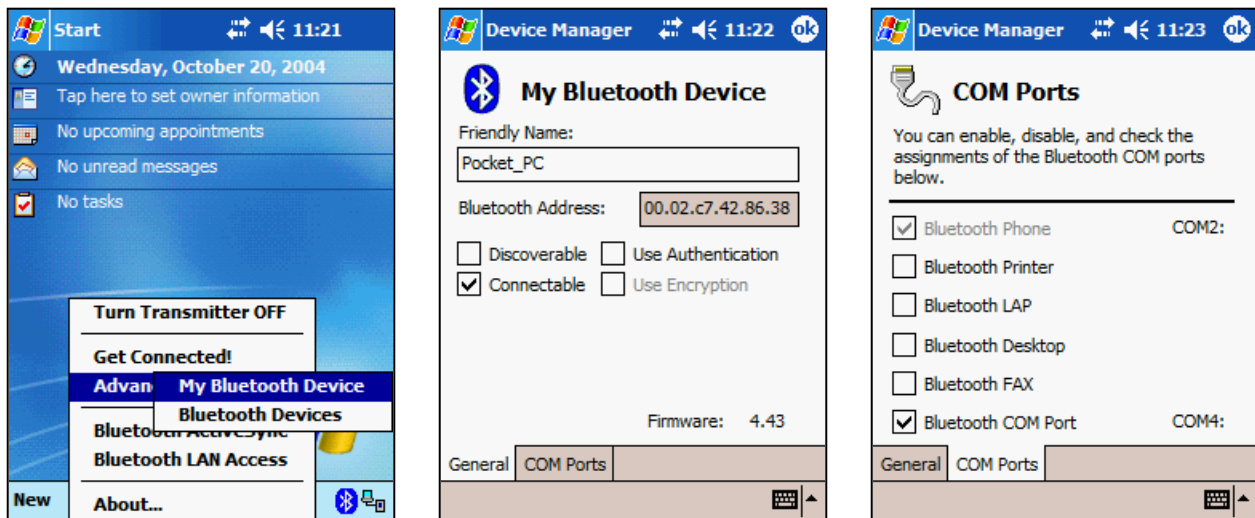 Start 11:21
Wednesday, October 20, 2004
Tap here to set owner information
No upcoming appointments
No unread messages
No tasks
Turn Transmitter OFF
Get Connected!
Advan
My Bluetooth Device
Bluetooth Devices
Bluetooth ActiveSync
Bluetooth LAN Access
About...
New
Device Manager 11:22 ok
My Bluetooth Device
Friendly Name:
Pocket_PC
Bluetooth Address: 00.02.c7.42.86.38
Discoverable Use Authentication
Connectable Use Encryption
Firmware: 4.43
General COM Ports
Device Manager 11:23 ok
COM Ports
You can enable, disable, and check the
assignments of the Bluetooth COM ports
below.
Bluetooth Phone COM2:
Bluetooth Printer
Bluetooth LAP
Bluetooth Desktop
Bluetooth FAX
Bluetooth COM Port COM4:
General COM Ports